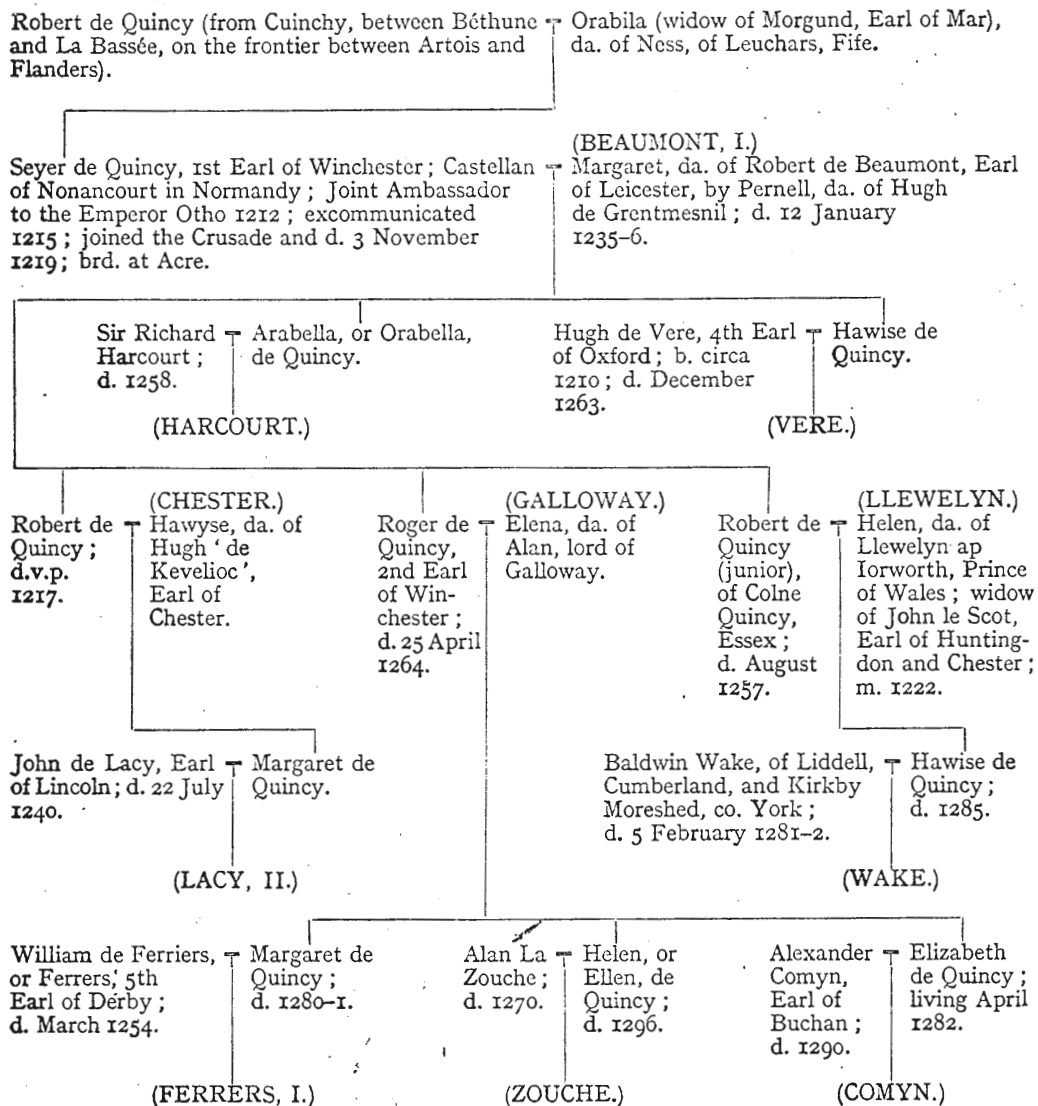 Robert de Quincy (from Cuinchy, between Béthune
and La Bassée, on the frontier between Artois and
Flanders).
Orabila (widow of Morgund, Earl of Mar),
da. of Ness, of Leuchars, Fife.
Seyer de Quincy, 1st Earl of Winchester; Castellan
of Nonancourt in Normandy; Joint Ambassador
to the Emperor Otho 1212; excommunicated
1215; joined the Crusade and d. 3 November
1219; brd. at Acre.
(BEAUMONT, I.)
Margaret, da. of Robert de Beaumont, Earl
of Leicester, by Pernell, da. of Hugh
de Grentmesnil; d. 12 January
1235–6.
Sir Richard
Harcourt;
d. 1258.
Arabella, or Orabella,
de Quincy.
(HARCOURT.)
Hugh de Vere, 4th Earl
of Oxford; b. circa
1210; d. December
1263.
Hawise de
Quincy.
(VERE.)
Robert de
Quincy;
d.v.p.
1217.
(CHESTER.)
Hawyse, da. of
Hugh ‘de
Kevelioc’,
Earl of
Chester.
Roger de
Quincy,
2nd Earl
of Win-
chester;
d. 25 April
1264.
(GALLOWAY.)
Elena, da. of
Alan, lord of
Galloway.
Robert de
Quincy
(junior),
of Colne
Quincy,
Essex;
d. August
1257.
(LLEWELYN.)
Helen, da. of
Llewelyn ap
Iorworth, Prince
of Wales; widow
of John le Scot,
Earl of Hunting-
don and Chester;
m. 1222.
John de Lacy, Earl
of Lincoln; d. 22 July
1240.
Margaret de
Quincy.
(LACY, II.)
Baldwin Wake, of Liddell,
Cumberland, and Kirkby
Moreshed, co. York;
d. 5 February 1281–2.
Hawise de
Quincy;
d. 1285.
(WAKE.)
William de Ferriers,
or Ferrers, 5th
Earl of Derby;
d. March 1254.
Margaret de
Quincy;
d. 1280–1.
(FERRERS, I.)
Alan La
Zouche;
d. 1270.
Helen, or
Ellen, de
Quincy;
d. 1296.
(ZOUCHE.)
Alexander
Comyn,
Earl of
Buchan;
d. 1290.
Elizabeth
de Quincy;
living April
1282.
(COMYN.)